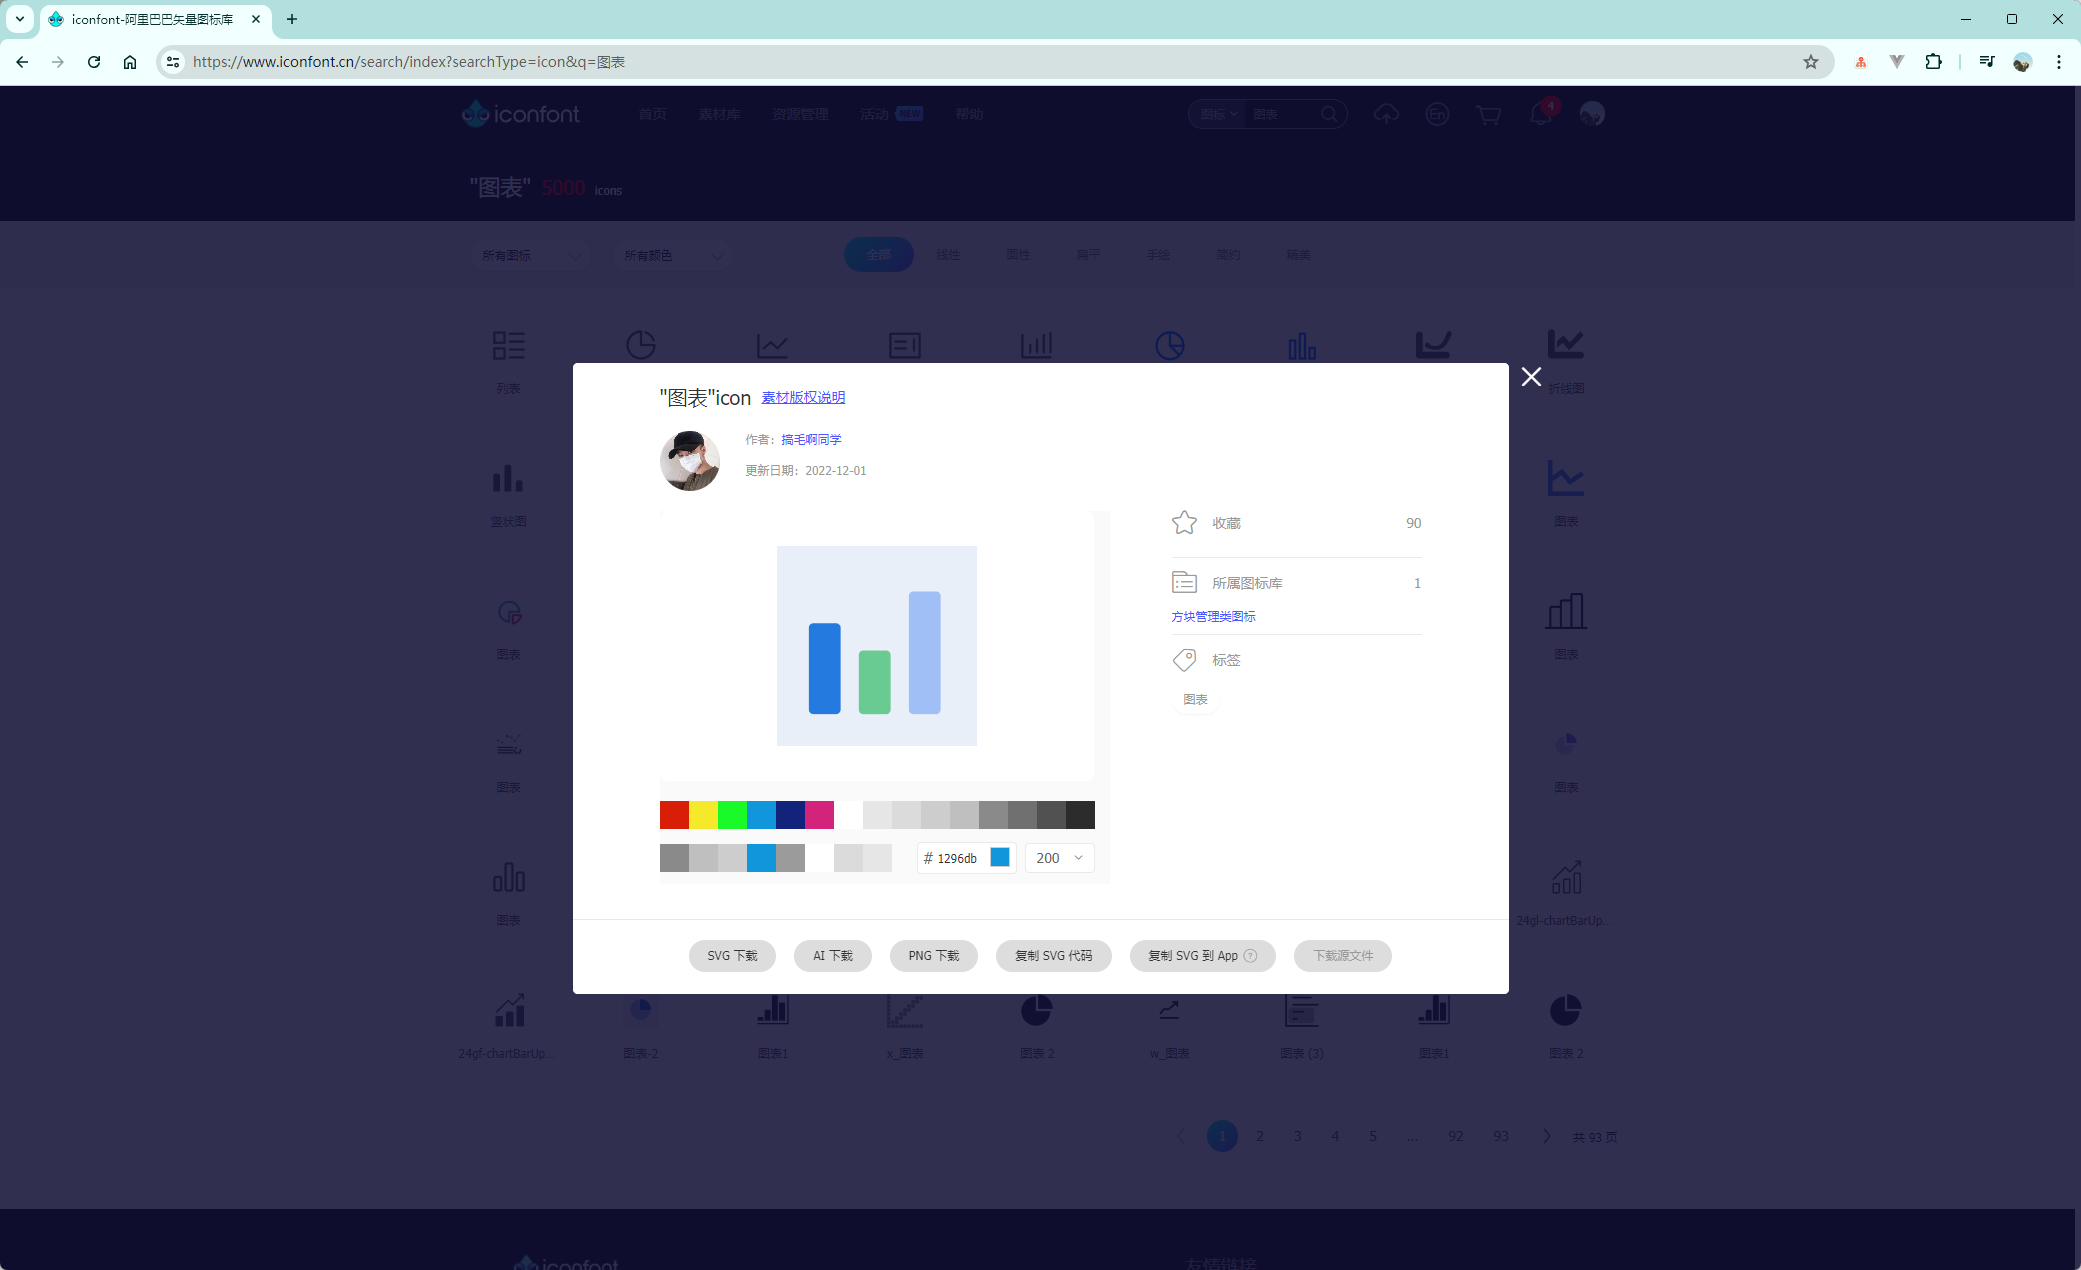 iconfont-阿里巴巴矢量图标库
https://www.iconfont.cn/search/index?searchType=icon&q=图表
iconfont
首页 素材库 资源管理 活动 NEW 帮助
图标 图表 En 4
"图表" 5000 icons
所有图标 所有颜色 全部 线性 面性 扁平 手绘 简约 精美
列表 折线图
"图表"icon 素材版权说明
作者：搞毛啊同学
更新日期：2022-12-01
竖状图 图表
收藏 90
所属图标库 1
方块管理类图标
图表 图表
标签
图表
图表 图表
# 1296db 200
图表 24gl-chartBarUp...
SVG 下载 AI 下载 PNG 下载 复制 SVG 代码 复制 SVG 到 App ? 下载源文件
24gf-chartBarUp... 图表-2 图表1 x_图表 图表 2 w_图表 图表 (3) 图表1 图表 2
1 2 3 4 5 ... 92 93 共 93 页
iconfont 友情链接